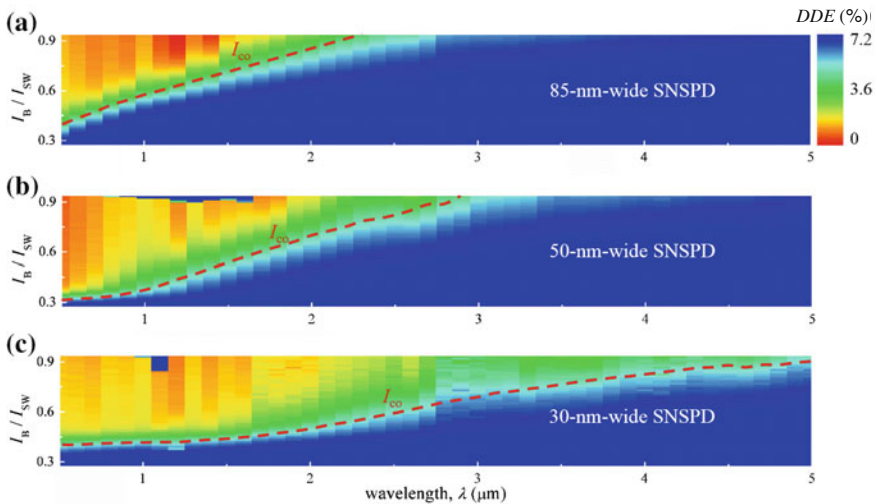 (a)
DDE (%)
0.9
0.6
0.3
I_B / I_SW
I_co
85-nm-wide SNSPD
1 2 3 4 5
7.2
3.6
0
(b)
0.9
0.6
0.3
I_B / I_SW
I_co
50-nm-wide SNSPD
1 2 3 4 5
(c)
0.9
0.6
0.3
I_B / I_SW
I_co
30-nm-wide SNSPD
1 2 3 4 5
wavelength, λ (μm)